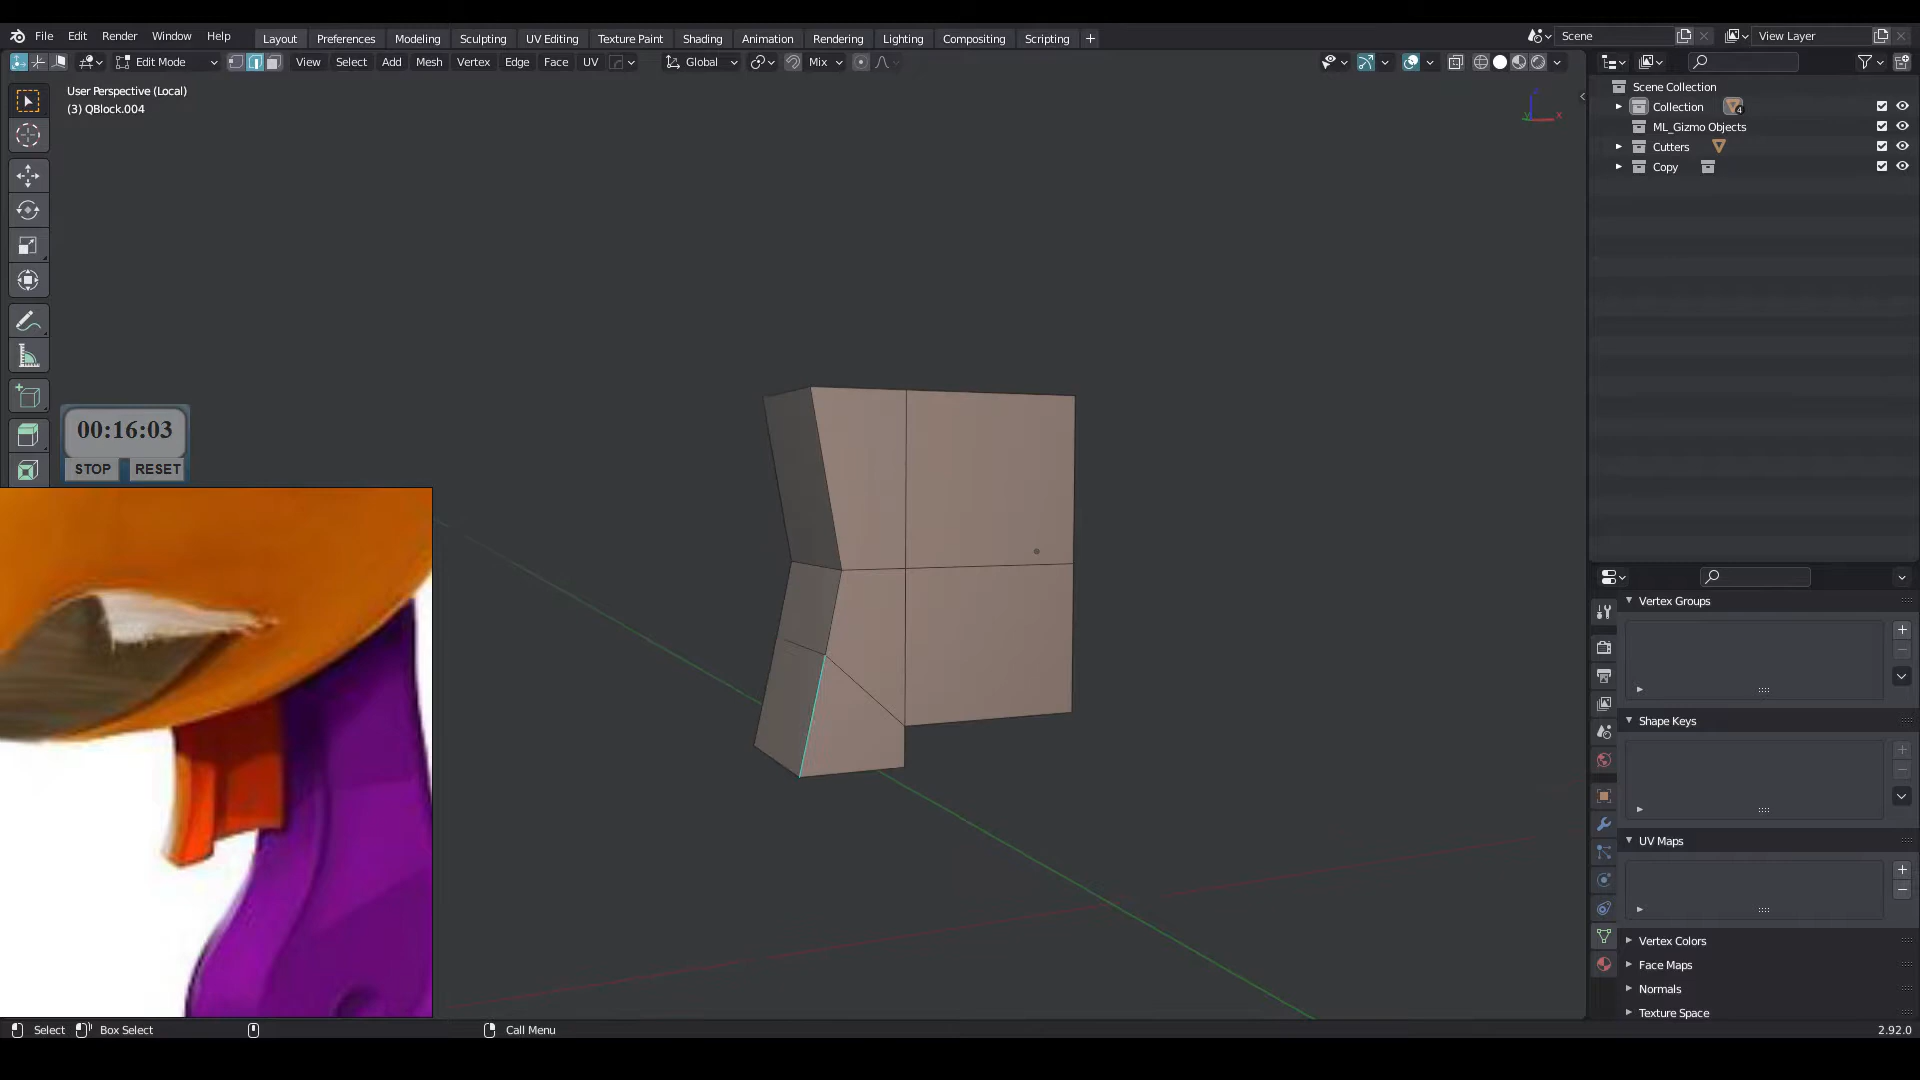 File Edit Render Window Help Layout Preferences Modeling Sculpting UV Editing Texture Paint Shading Animation Rendering Lighting Compositing Scripting + Scene View Layer
Edit Mode View Select Add Mesh Vertex Edge Face UV Global Mix
User Perspective (Local)
(3) QBlock.004
Z
Y
X
Scene Collection
Collection 4
ML_Gizmo Objects
Cutters
Copy
00:16:03
STOP RESET
Vertex Groups
Shape Keys
UV Maps
Vertex Colors
Face Maps
Normals
Texture Space
Select Box Select Call Menu 2.92.0